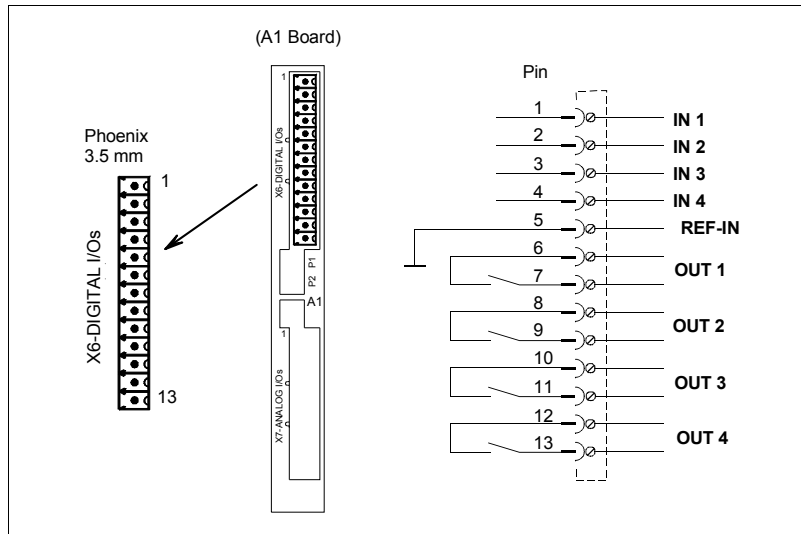 (A1 Board)
Phoenix
3.5 mm
1
X6-DIGITAL I/Os
13
1
X6-DIGITAL I/Os
P1
P2
A1
1
X7-ANALOG I/Os
Pin
1 IN 1
2 IN 2
3 IN 3
4 IN 4
5 REF-IN
6
OUT 1
7
8
OUT 2
9
10
OUT 3
11
12
OUT 4
13